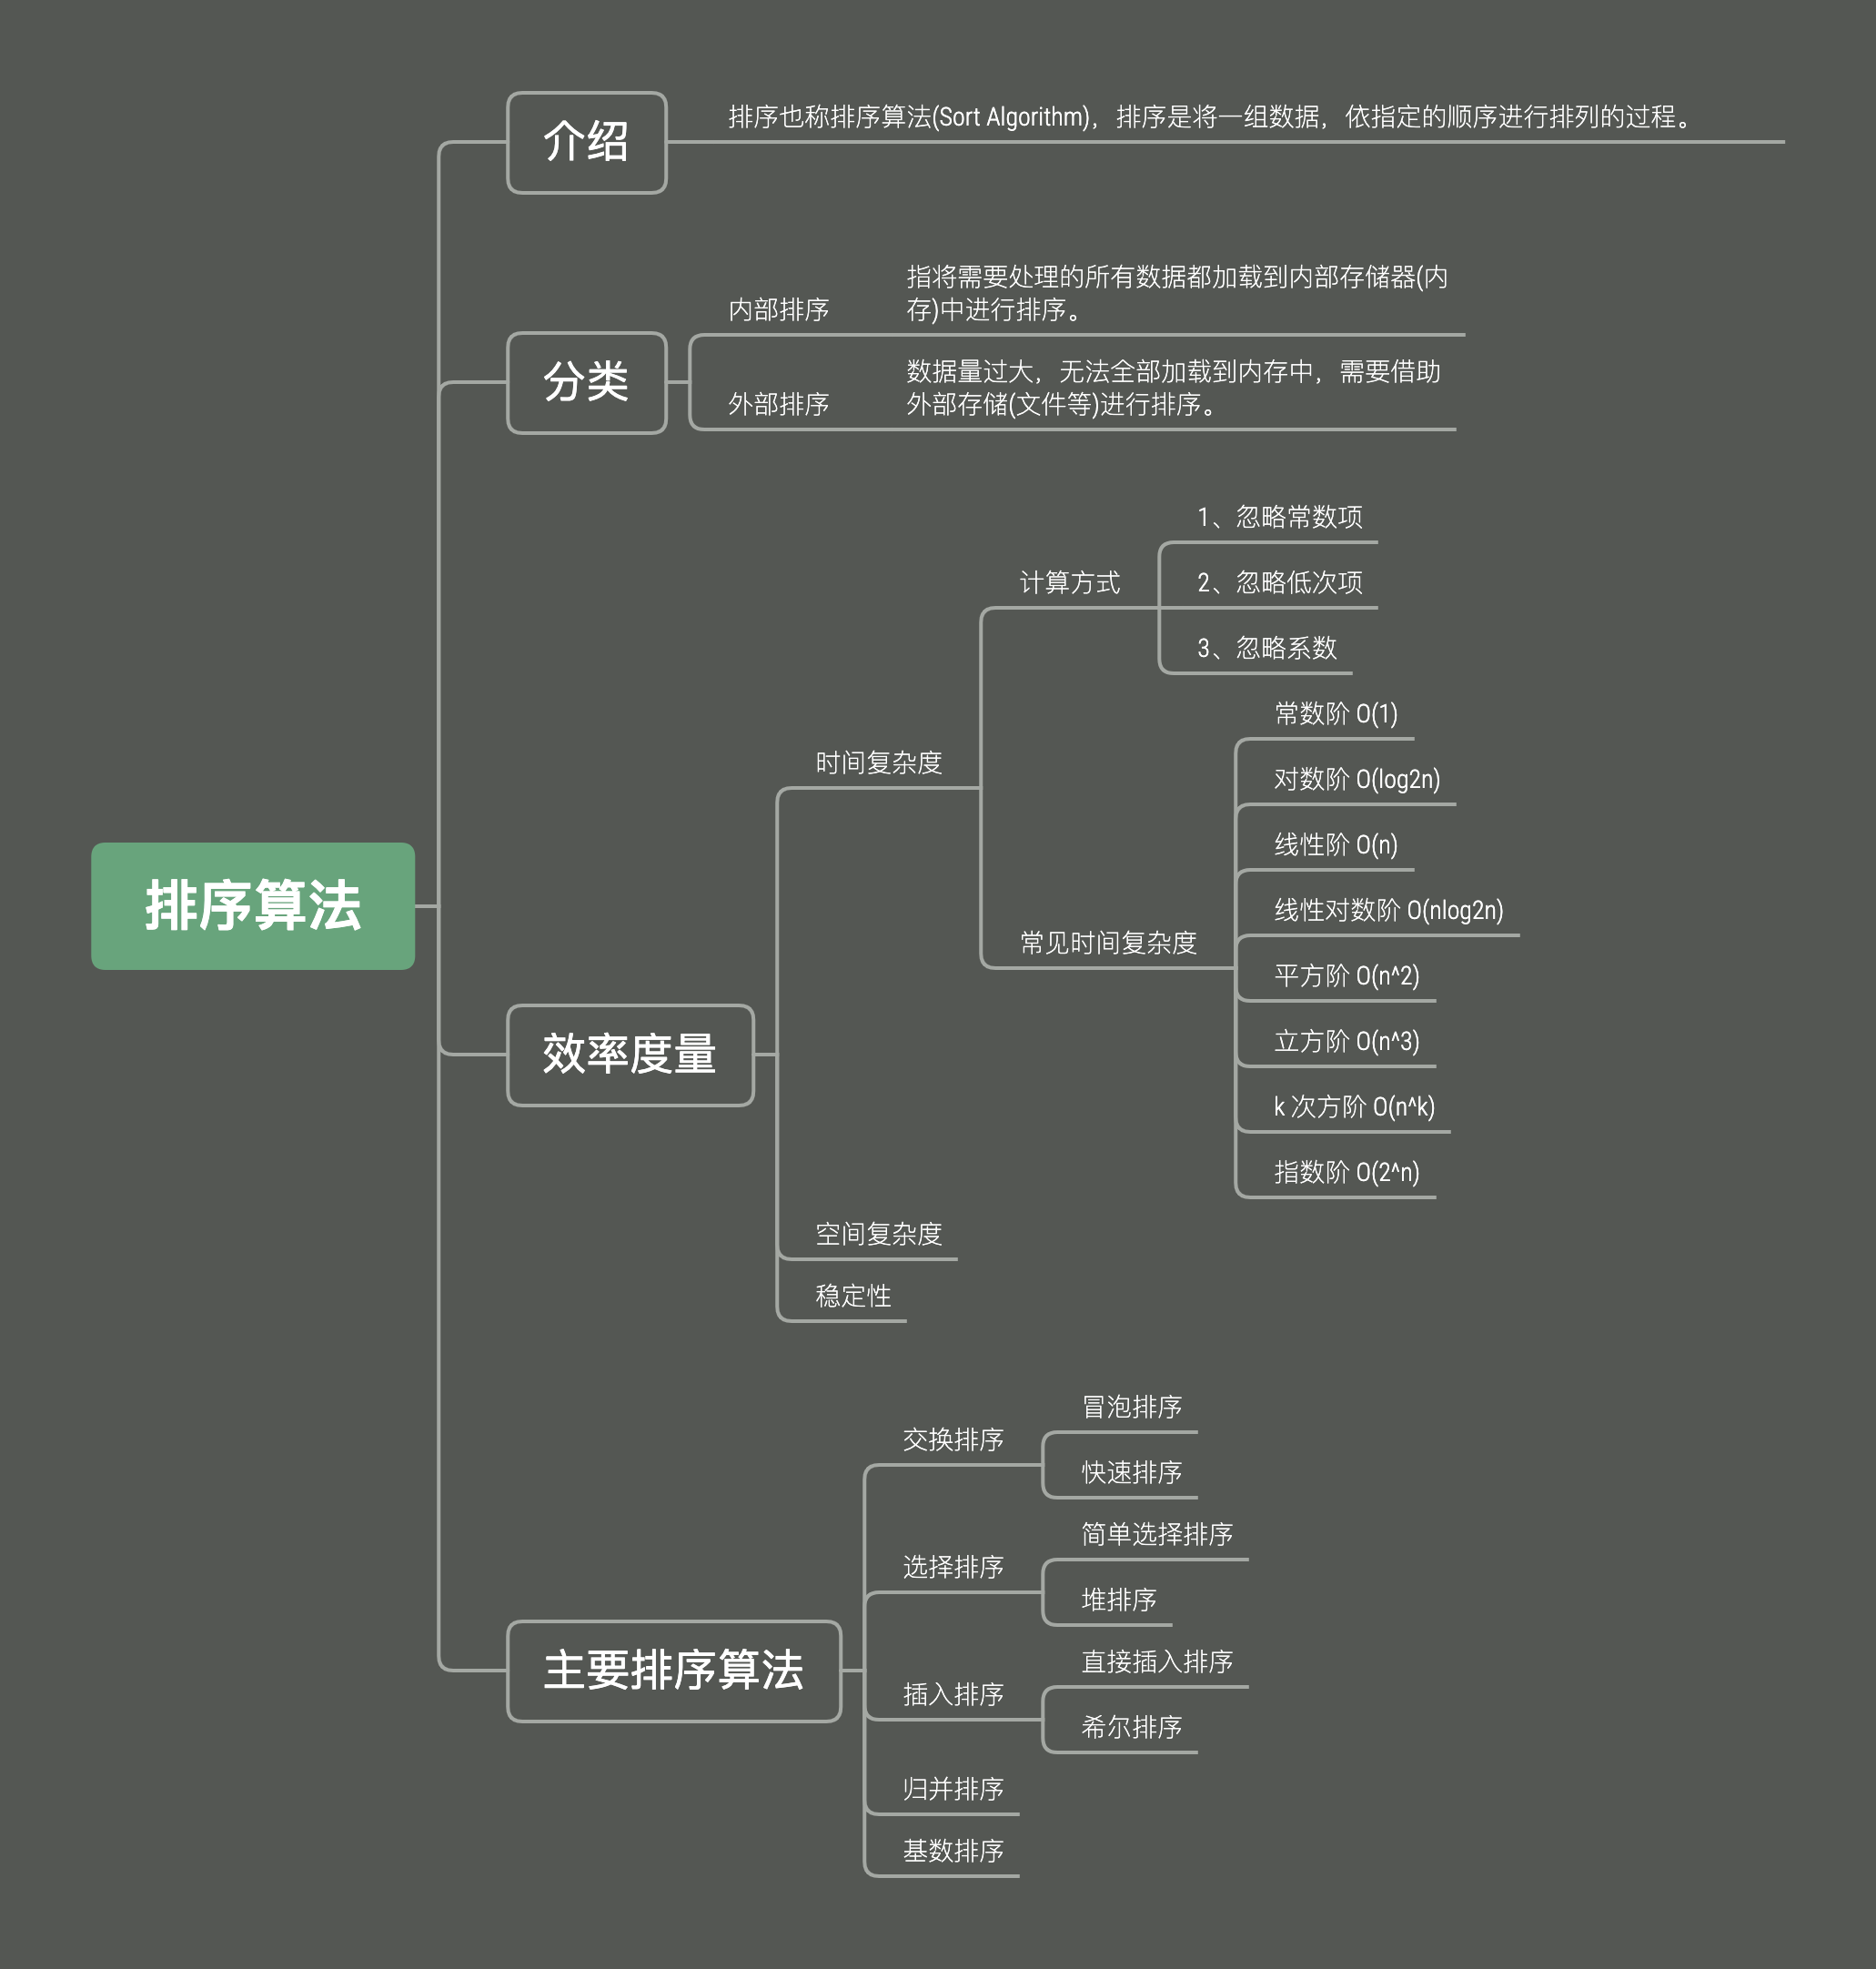 介绍
排序也称排序算法(Sort Algorithm)，排序是将一组数据，依指定的顺序进行排列的过程。
分类
内部排序
指将需要处理的所有数据都加载到内部存储器(内
存)中进行排序。
外部排序
数据量过大，无法全部加载到内存中，需要借助
外部存储(文件等)进行排序。
排序算法
效率度量
时间复杂度
计算方式
1、忽略常数项
2、忽略低次项
3、忽略系数
常见时间复杂度
常数阶 O(1)
对数阶 O(log2n)
线性阶 O(n)
线性对数阶 O(nlog2n)
平方阶 O(n^2)
立方阶 O(n^3)
k 次方阶 O(n^k)
指数阶 O(2^n)
空间复杂度
稳定性
主要排序算法
交换排序
冒泡排序
快速排序
选择排序
简单选择排序
堆排序
插入排序
直接插入排序
希尔排序
归并排序
基数排序